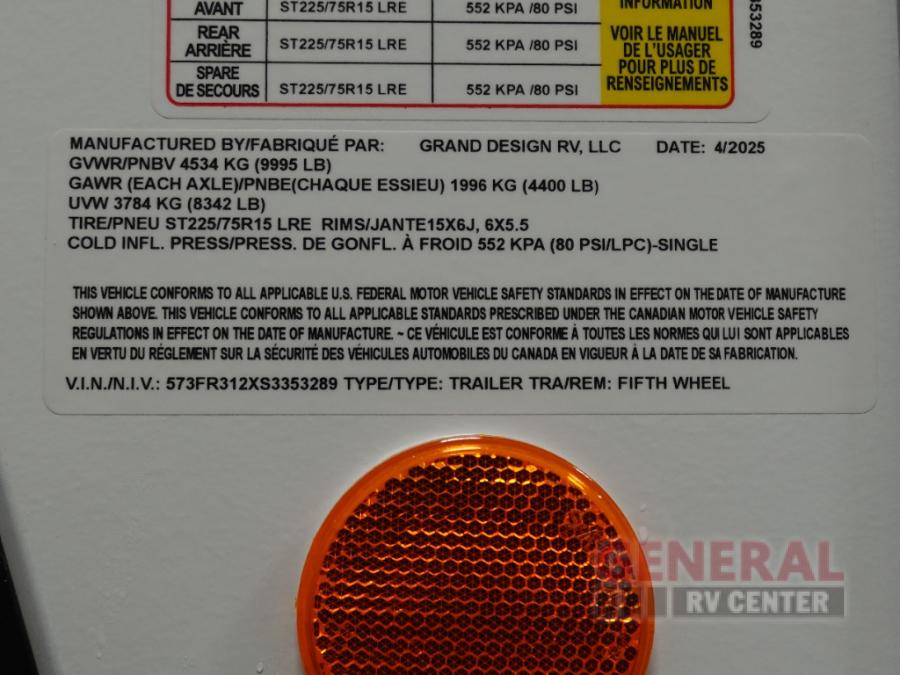 AVANT ST225/75R15 LRE 552 KPA /80 PSI
REAR
ARRIÈRE ST225/75R15 LRE 552 KPA /80 PSI
SPARE
DE SECOURS ST225/75R15 LRE 552 KPA /80 PSI
INFORMATION
VOIR LE MANUEL
DE L'USAGER
POUR PLUS DE
RENSEIGNEMENTS
353289
MANUFACTURED BY/FABRIQUÉ PAR: GRAND DESIGN RV, LLC DATE: 4/2025
GVWR/PNBV 4534 KG (9995 LB)
GAWR (EACH AXLE)/PNBE(CHAQUE ESSIEU) 1996 KG (4400 LB)
UVW 3784 KG (8342 LB)
TIRE/PNEU ST225/75R15 LRE RIMS/JANTE15X6J, 6X5.5
COLD INFL. PRESS/PRESS. DE GONFL. À FROID 552 KPA (80 PSI/LPC)-SINGLE
THIS VEHICLE CONFORMS TO ALL APPLICABLE U.S. FEDERAL MOTOR VEHICLE SAFETY STANDARDS IN EFFECT ON THE DATE OF MANUFACTURE
SHOWN ABOVE. THIS VEHICLE CONFORMS TO ALL APPLICABLE STANDARDS PRESCRIBED UNDER THE CANADIAN MOTOR VEHICLE SAFETY
REGULATIONS IN EFFECT ON THE DATE OF MANUFACTURE. ~ CE VÉHICULE EST CONFORME À TOUTES LES NORMES QUI LUI SONT APPLICABLES
EN VERTU DU RÉGLEMENT SUR LA SÉCURITÉ DES VÉHICULES AUTOMOBILES DU CANADA EN VIGUEUR À LA DATE DE SA FABRICATION.
V.I.N./N.I.V.: 573FR312XS3353289 TYPE/TYPE: TRAILER TRA/REM: FIFTH WHEEL
GENERAL
RV CENTER